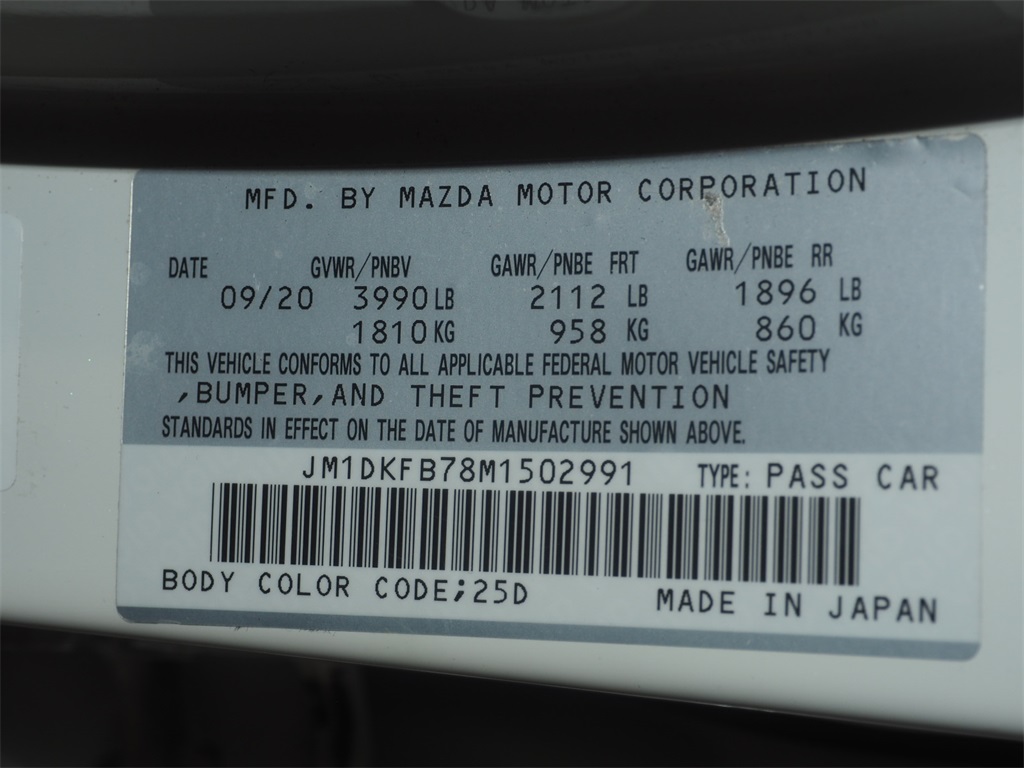 MFD. BY MAZDA MOTOR CORPORATION
DATE GVWR/PNBV GAWR/PNBE FRT GAWR/PNBE RR
09/20 3990LB 2112 LB 1896 LB
1810KG 958 KG 860 KG
THIS VEHICLE CONFORMS TO ALL APPLICABLE FEDERAL MOTOR VEHICLE SAFETY
,BUMPER,AND THEFT PREVENTION
STANDARDS IN EFFECT ON THE DATE OF MANUFACTURE SHOWN ABOVE.
JM1DKFB78M1502991 TYPE: PASS CAR
BODY COLOR CODE;25D
MADE IN JAPAN